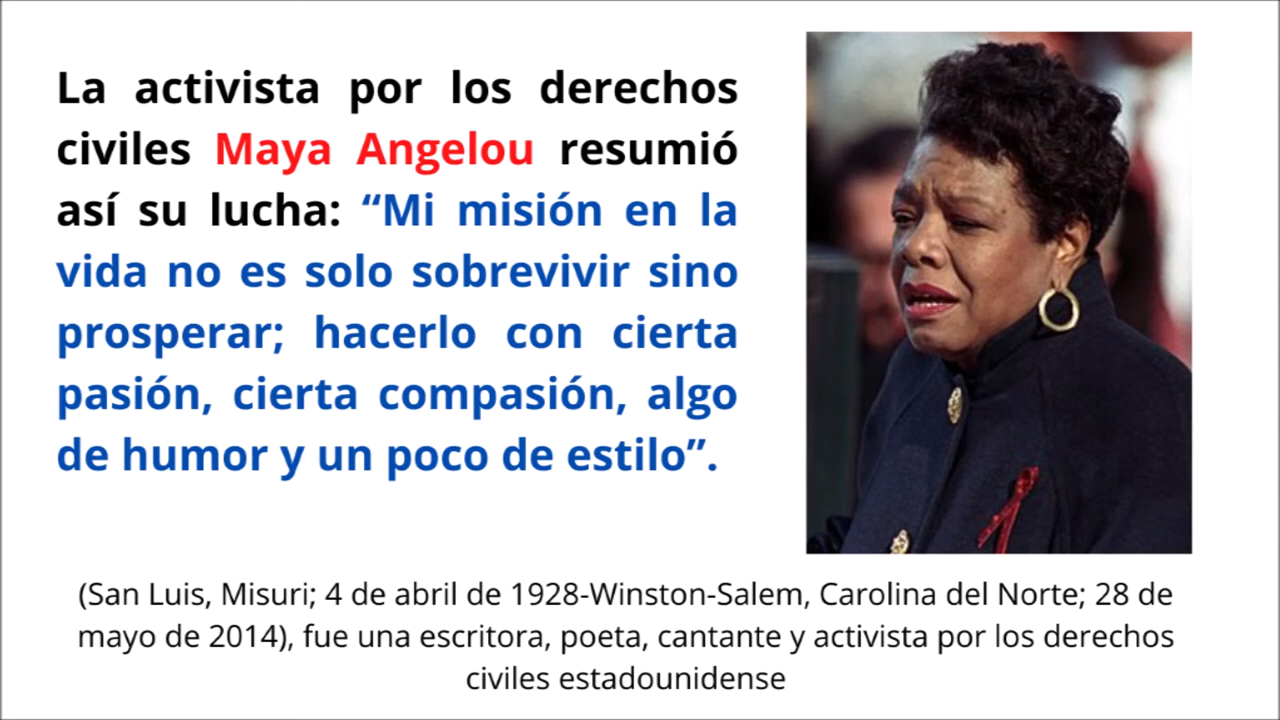 La activista por los derechos
civiles Maya Angelou resumió
así su lucha: “Mi misión en la
vida no es solo sobrevivir sino
prosperar; hacerlo con cierta
pasión, cierta compasión, algo
de humor y un poco de estilo”.
(San Luis, Misuri; 4 de abril de 1928-Winston-Salem, Carolina del Norte; 28 de
mayo de 2014), fue una escritora, poeta, cantante y activista por los derechos
civiles estadounidense